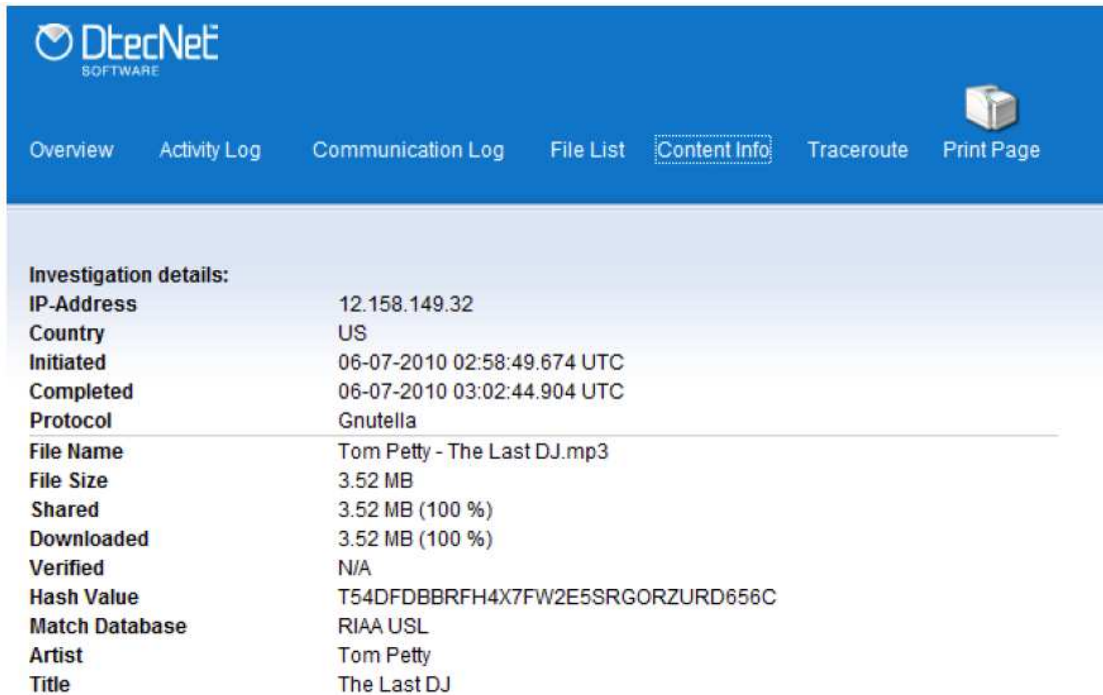 DtecNet
SOFTWARE
Overview Activity Log Communication Log File List Content Info Traceroute Print Page
Investigation details:
IP-Address 12.158.149.32
Country US
Initiated 06-07-2010 02:58:49.674 UTC
Completed 06-07-2010 03:02:44.904 UTC
Protocol Gnutella
File Name Tom Petty - The Last DJ.mp3
File Size 3.52 MB
Shared 3.52 MB (100 %)
Downloaded 3.52 MB (100 %)
Verified N/A
Hash Value T54DFDBBRFH4X7FW2E5SRGORZURD656C
Match Database RIAA USL
Artist Tom Petty
Title The Last DJ